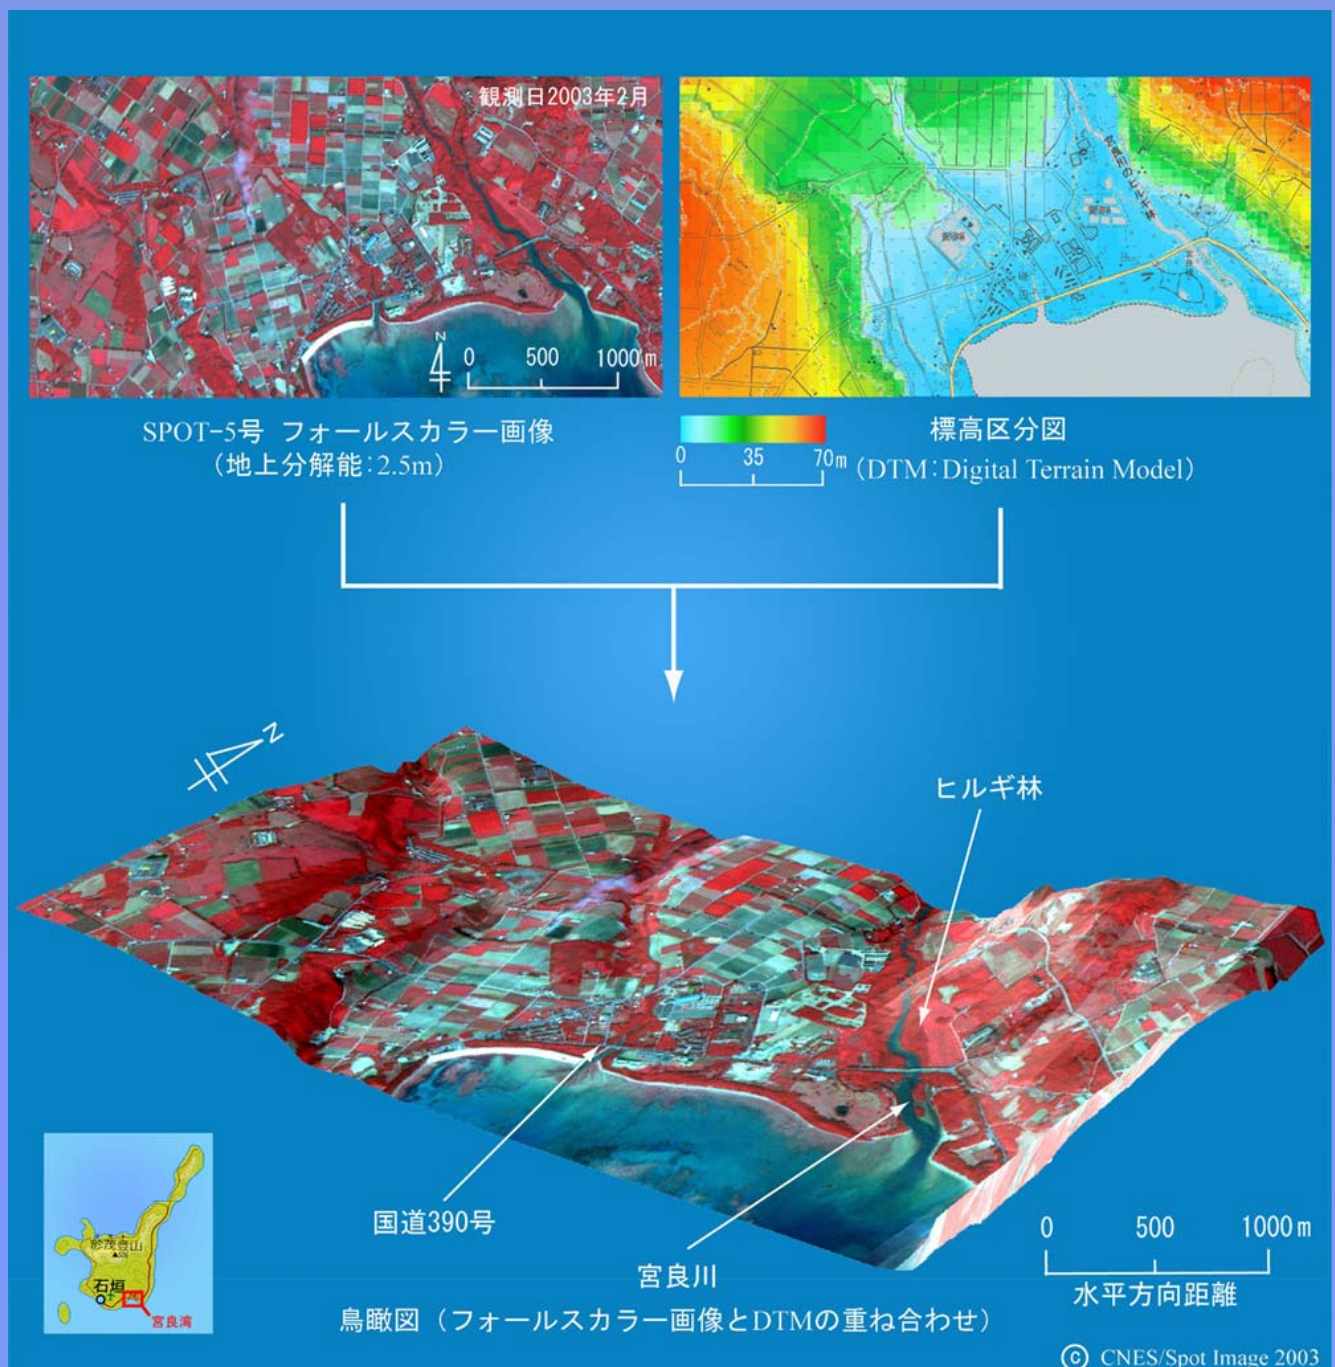 観測日2003年2月
N
0 500 1000m
SPOT-5号 フォールスカラー画像
(地上分解能:2.5m)
0 35 70m
標高区分図
(DTM:Digital Terrain Model)
N
ヒルギ林
国道390号
宮良川
0 500 1000m
水平方向距離
於茂登山
石垣
宮良湾
鳥瞰図(フォールスカラー画像とDTMの重ね合わせ)
© CNES/Spot Image 2003